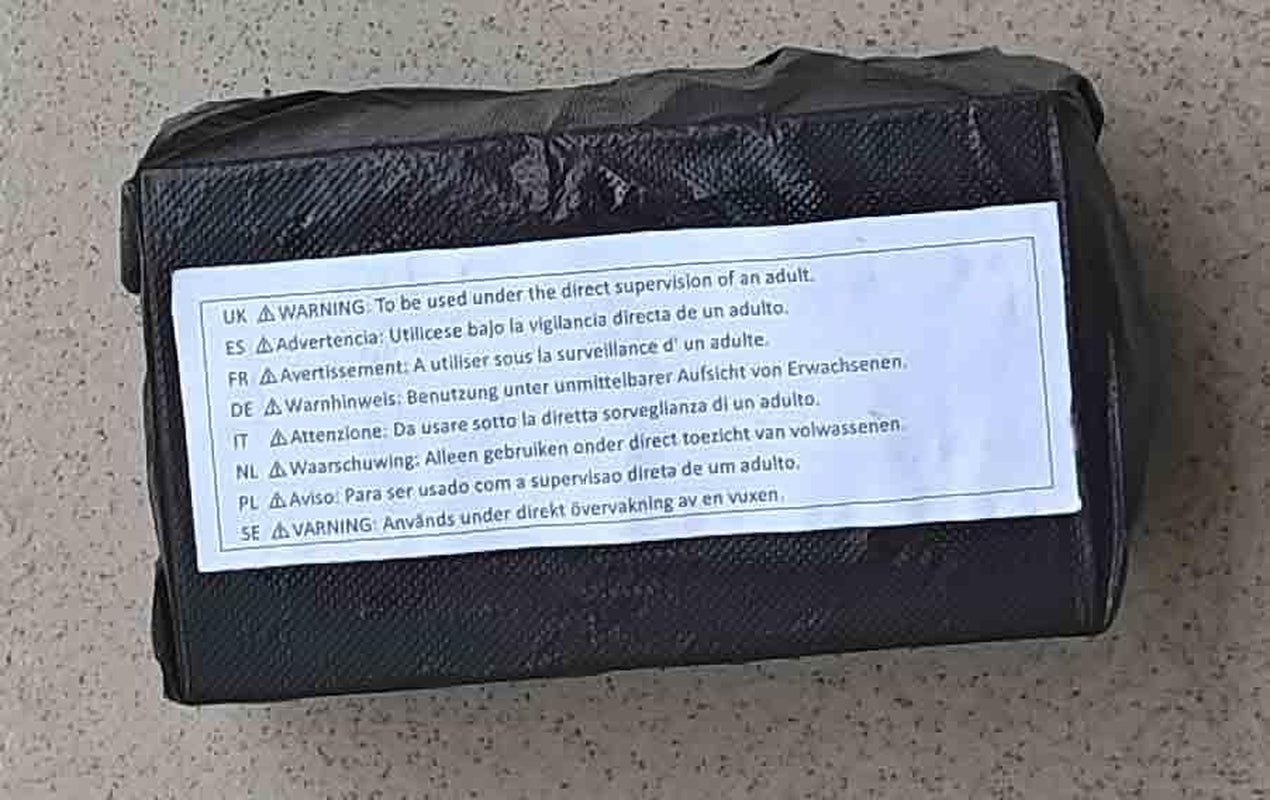 UK ⚠ WARNING: To be used under the direct supervision of an adult.
ES ⚠ Advertencia: Utilicese bajo la vigilancia directa de un adulto.
FR ⚠ Avertissement: A utiliser sous la surveillance d' un adulte.
DE ⚠ Warnhinweis: Benutzung unter unmittelbarer Aufsicht von Erwachsenen.
IT ⚠ Attenzione: Da usare sotto la diretta sorveglianza di un adulto.
NL ⚠ Waarschuwing: Alleen gebruiken onder direct toezicht van volwassenen.
PL ⚠ Aviso: Para ser usado com a supervisao direta de um adulto.
SE ⚠ VARNING: Används under direkt övervakning av en vuxen.